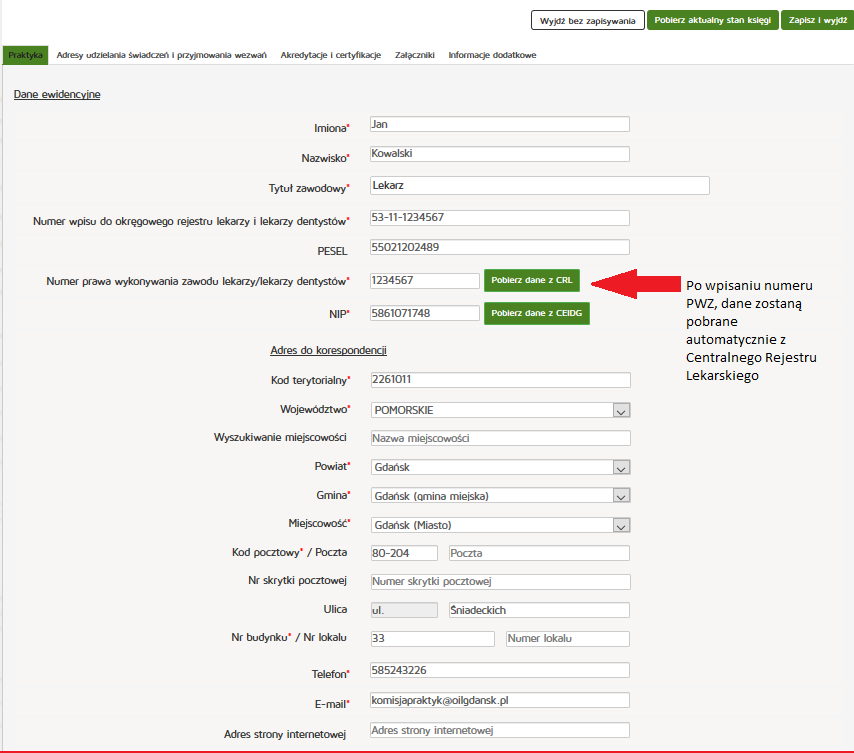 Wyjdź bez zapisywania Pobierz aktualny stan księgi Zapisz i wyjdź
Praktyka Adresy udzielania świadczeń i przyjmowania wezwań Akredytacje i certyfikacje Załączniki Informacje dodatkowe
Dane ewidencyjne
Imiona* Jan
Nazwisko* Kowalski
Tytuł zawodowy* Lekarz
Numer wpisu do okręgowego rejestru lekarzy i lekarzy dentystów* 53-11-1234567
PESEL 55021202489
Numer prawa wykonywania zawodu lekarzy/lekarzy dentystów* 1234567 Pobierz dane z CRL
NIP* 5861071748 Pobierz dane z CEIDG
Po wpisaniu numeru
PWZ, dane zostaną
pobrane
automatycznie z
Centralnego Rejestru
Lekarskiego
Adres do korespondencji
Kod terytorialny* 2261011
Województwo* POMORSKIE
Wyszukiwanie miejscowości Nazwa miejscowości
Powiat* Gdańsk
Gmina* Gdańsk (gmina miejska)
Miejscowość* Gdańsk (Miasto)
Kod pocztowy* / Poczta 80-204 Poczta
Nr skrytki pocztowej Numer skrytki pocztowej
Ulica ul. Śniadeckich
Nr budynku* / Nr lokalu 33 Numer lokalu
Telefon* 585243226
E-mail* komisjapraktyk@oilgdansk.pl
Adres strony internetowej Adres strony internetowej